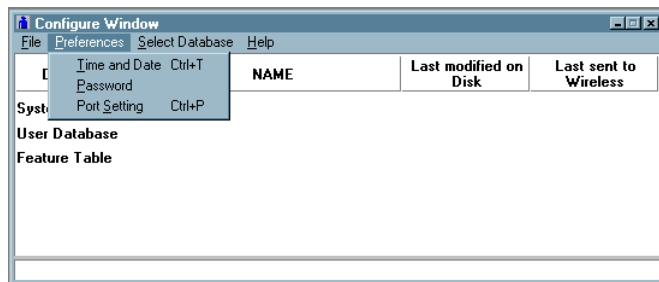 Configure Window
File Preferences Select Database Help
Time and Date Ctrl+T
Password
Port Setting Ctrl+P
NAME
Last modified on
Disk
Last sent to
Wireless
Syst
User Database
Feature Table